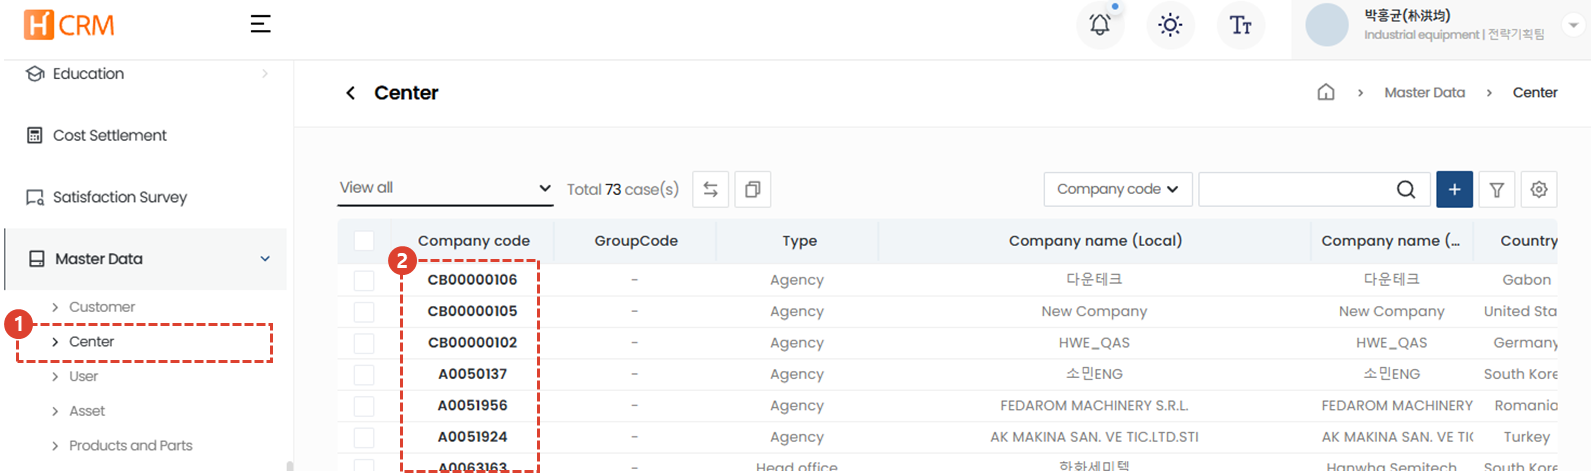 H CRM
박홍균(朴洪均)
Industrial equipment | 전략기획팀
Education
Cost Settlement
Satisfaction Survey
Master Data
Customer
1
Center
User
Asset
Products and Parts
Center
Master Data
Center
View all
Total 73 case(s)
Company code
Company code GroupCode Type Company name (Local) Company name (... Country
2
CB00000106 - Agency 다운테크 다운테크 Gabon
CB00000105 - Agency New Company New Company United Sta
CB00000102 - Agency HWE_QAS HWE_QAS Germany
A0050137 - Agency 소민ENG 소민ENG South Kore
A0051956 - Agency FEDAROM MACHINERY S.R.L. FEDAROM MACHINERY Romania
A0051924 - Agency AK MAKINA SAN. VE TIC.LTD.STI AK MAKINA SAN. VE TIC Turkey
A0063163 - Head office 한화세미텍 Hanwha Semitech South Kore